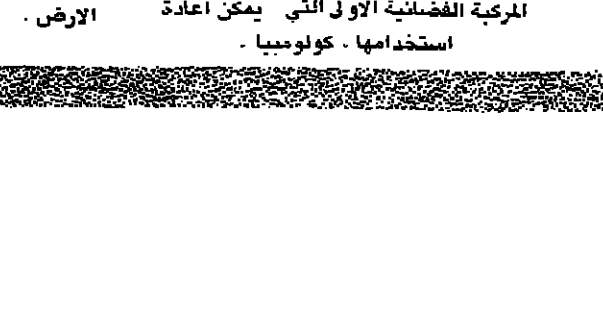 المركبة الفضائية الاولى التي يمكن اعادة
استخدامها . كولومبيا .
الارض .